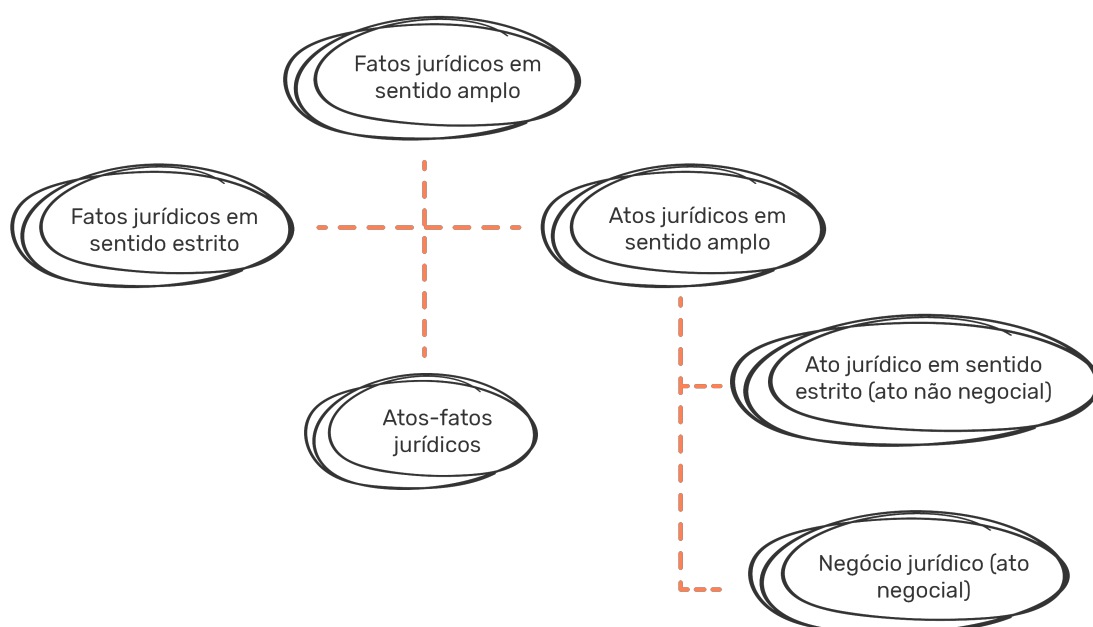 Fatos jurídicos em
sentido amplo
Fatos jurídicos em
sentido estrito
Atos jurídicos em
sentido amplo
Ato jurídico em sentido
estrito (ato não negocial)
Atos-fatos
jurídicos
Negócio jurídico (ato
negocial)